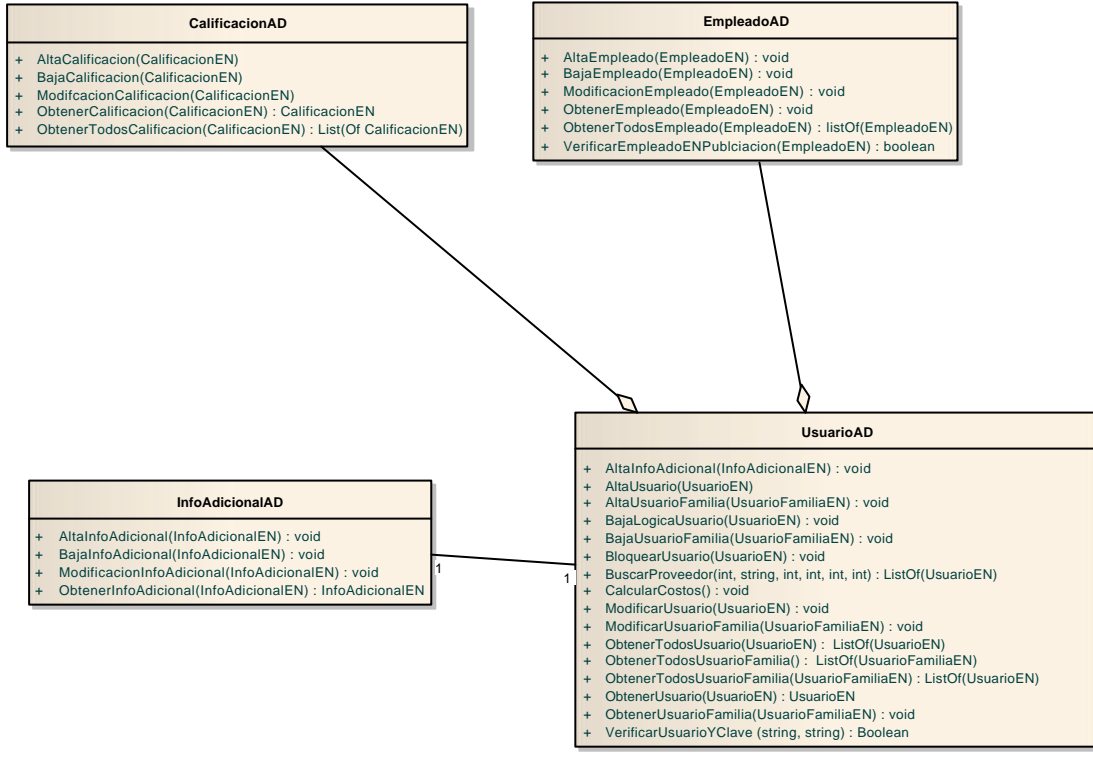 CalificacionAD
+ AltaCalificacion(CalificacionEN)
+ BajaCalificacion(CalificacionEN)
+ ModifcacionCalificacion(CalificacionEN)
+ ObtenerCalificacion(CalificacionEN) : CalificacionEN
+ ObtenerTodosCalificacion(CalificacionEN) : List(Of CalificacionEN)
EmpleadoAD
+ AltaEmpleado(EmpleadoEN) : void
+ BajaEmpleado(EmpleadoEN) : void
+ ModificacionEmpleado(EmpleadoEN) : void
+ ObtenerEmpleado(EmpleadoEN) : void
+ ObtenerTodosEmpleado(EmpleadoEN) : listOf(EmpleadoEN)
+ VerificarEmpleadoENPublciacion(EmpleadoEN) : boolean
InfoAdicionalAD
+ AltaInfoAdicional(InfoAdicionalEN) : void
+ BajaInfoAdicional(InfoAdicionalEN) : void
+ ModificacionInfoAdicional(InfoAdicionalEN) : void
+ ObtenerInfoAdicional(InfoAdicionalEN) : InfoAdicionalEN
1
1
UsuarioAD
+ AltaInfoAdicional(InfoAdicionalEN) : void
+ AltaUsuario(UsuarioEN)
+ AltaUsuarioFamilia(UsuarioFamiliaEN) : void
+ BajaLogicaUsuario(UsuarioEN) : void
+ BajaUsuarioFamilia(UsuarioFamiliaEN) : void
+ BloquearUsuario(UsuarioEN) : void
+ BuscarProveedor(int, string, int, int, int, int) : ListOf(UsuarioEN)
+ CalcularCostos() : void
+ ModificarUsuario(UsuarioEN) : void
+ ModificarUsuarioFamilia(UsuarioFamiliaEN) : void
+ ObtenerTodosUsuario(UsuarioEN) : ListOf(UsuarioEN)
+ ObtenerTodosUsuarioFamilia() : ListOf(UsuarioFamiliaEN)
+ ObtenerTodosUsuarioFamilia(UsuarioFamiliaEN) : ListOf(UsuarioEN)
+ ObtenerUsuario(UsuarioEN) : UsuarioEN
+ ObtenerUsuarioFamilia(UsuarioFamiliaEN) : void
+ VerificarUsuarioYClave (string, string) : Boolean